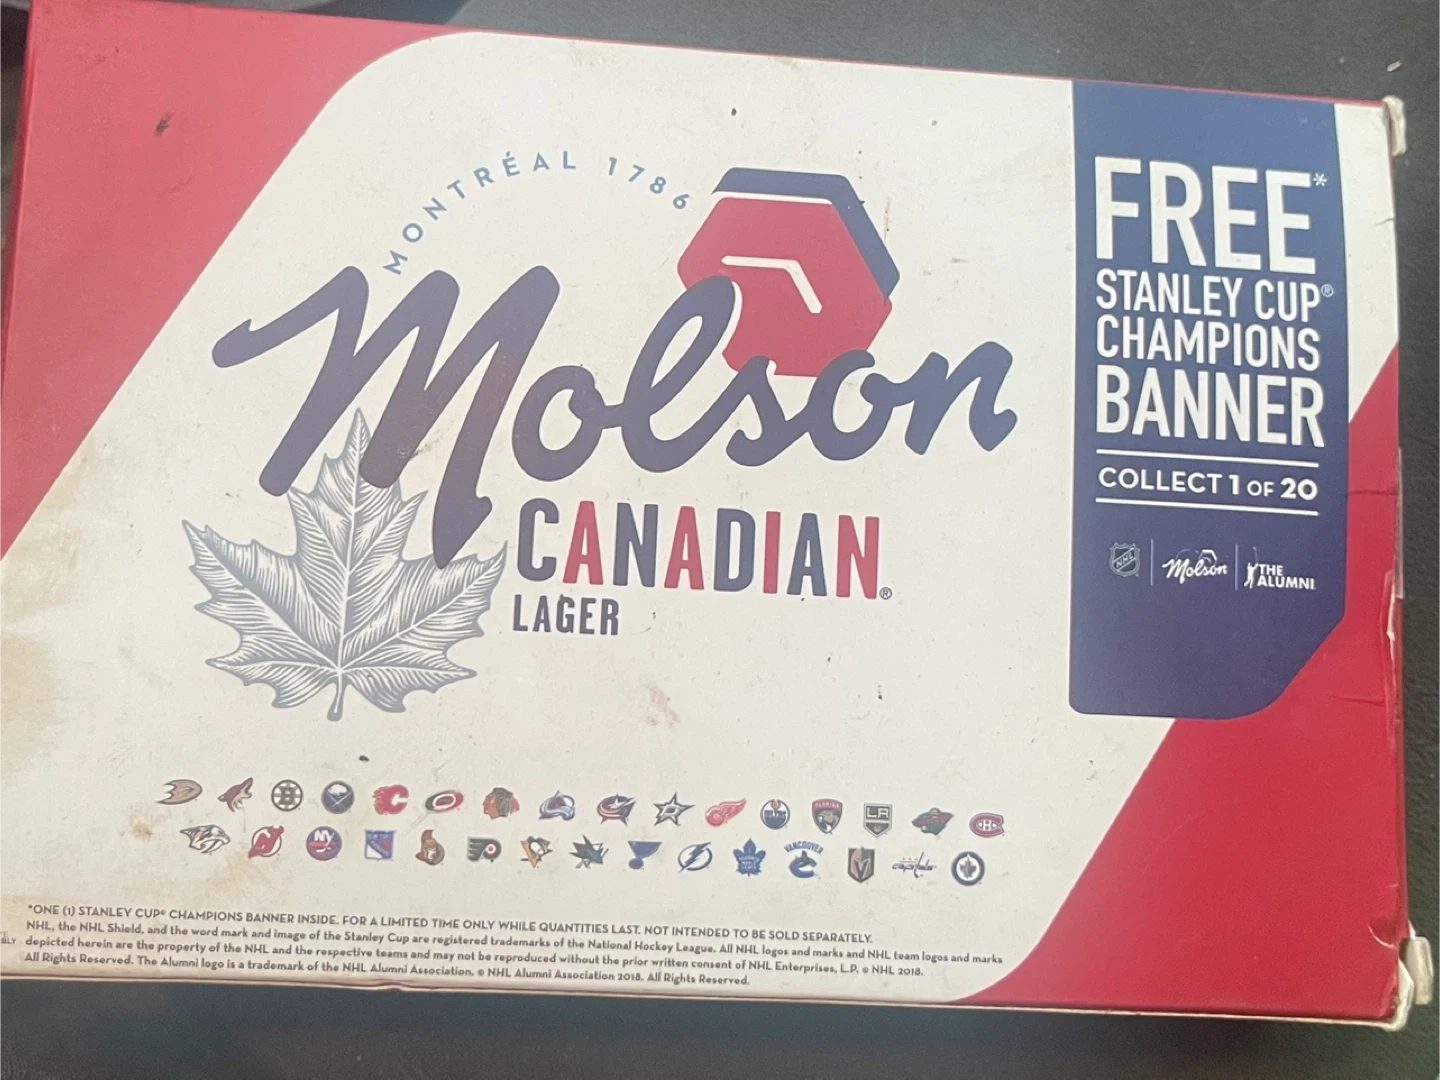 MONTRÉAL 1786
Molson
CANADIAN®
LAGER
FREE*
STANLEY CUP®
CHAMPIONS
BANNER
COLLECT 1 OF 20
NHL
Molson
THE
ALUMNI
FLORIDA
LA
NY
VANCOUVER
capitals
*ONE (1) STANLEY CUP® CHAMPIONS BANNER INSIDE. FOR A LIMITED TIME ONLY WHILE QUANTITIES LAST. NOT INTENDED TO BE SOLD SEPARATELY.
NHL, the NHL Shield, and the word mark and image of the Stanley Cup are registered trademarks of the National Hockey League. All NHL logos and marks and NHL team logos and marks
depicted herein are the property of the NHL and the respective teams and may not be reproduced without the prior written consent of NHL Enterprises, L.P. © NHL 2018.
All Rights Reserved. The Alumni logo is a trademark of the NHL Alumni Association. © NHL Alumni Association 2018. All Rights Reserved.